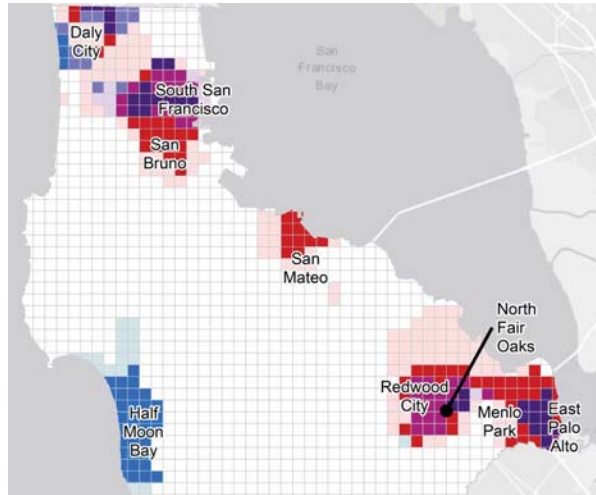 Daly
City
San
Francisco
Bay
South San
Francisco
San
Bruno
San
Mateo
North
Fair
Oaks
Redwood
City
Half
Moon
Bay
Menlo
Park
East
Palo
Alto